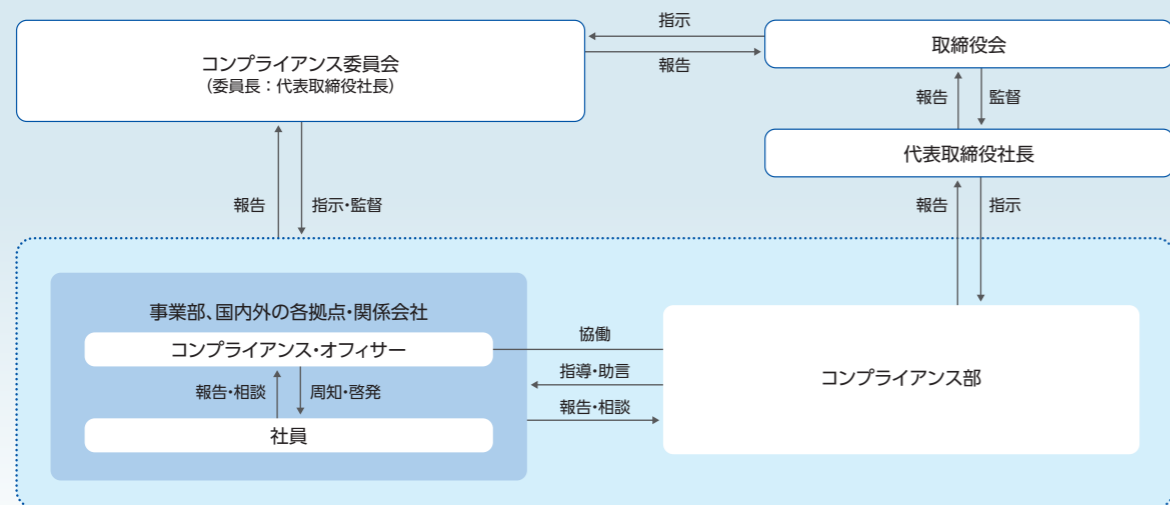 コンプライアンス委員会
(委員長：代表取締役社長)
指示
報告
取締役会
報告
監督
代表取締役社長
報告
指示・監督
報告
指示
事業部、国内外の各拠点・関係会社
コンプライアンス・オフィサー
報告・相談
周知・啓発
社員
協働
指導・助言
報告・相談
コンプライアンス部